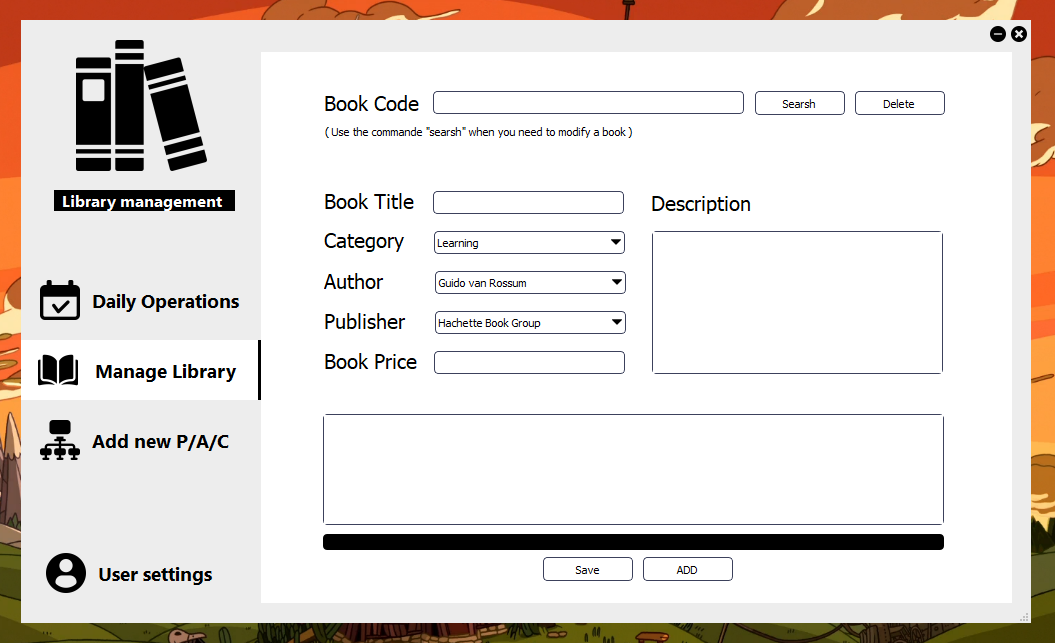 Library management
Daily Operations
Manage Library
Add new P/A/C
User settings
Book Code
Searsh
Delete
( Use the commande "searsh" when you need to modify a book )
Book Title
Description
Category
Learning
Author
Guido van Rossum
Publisher
Hachette Book Group
Book Price
Save
ADD